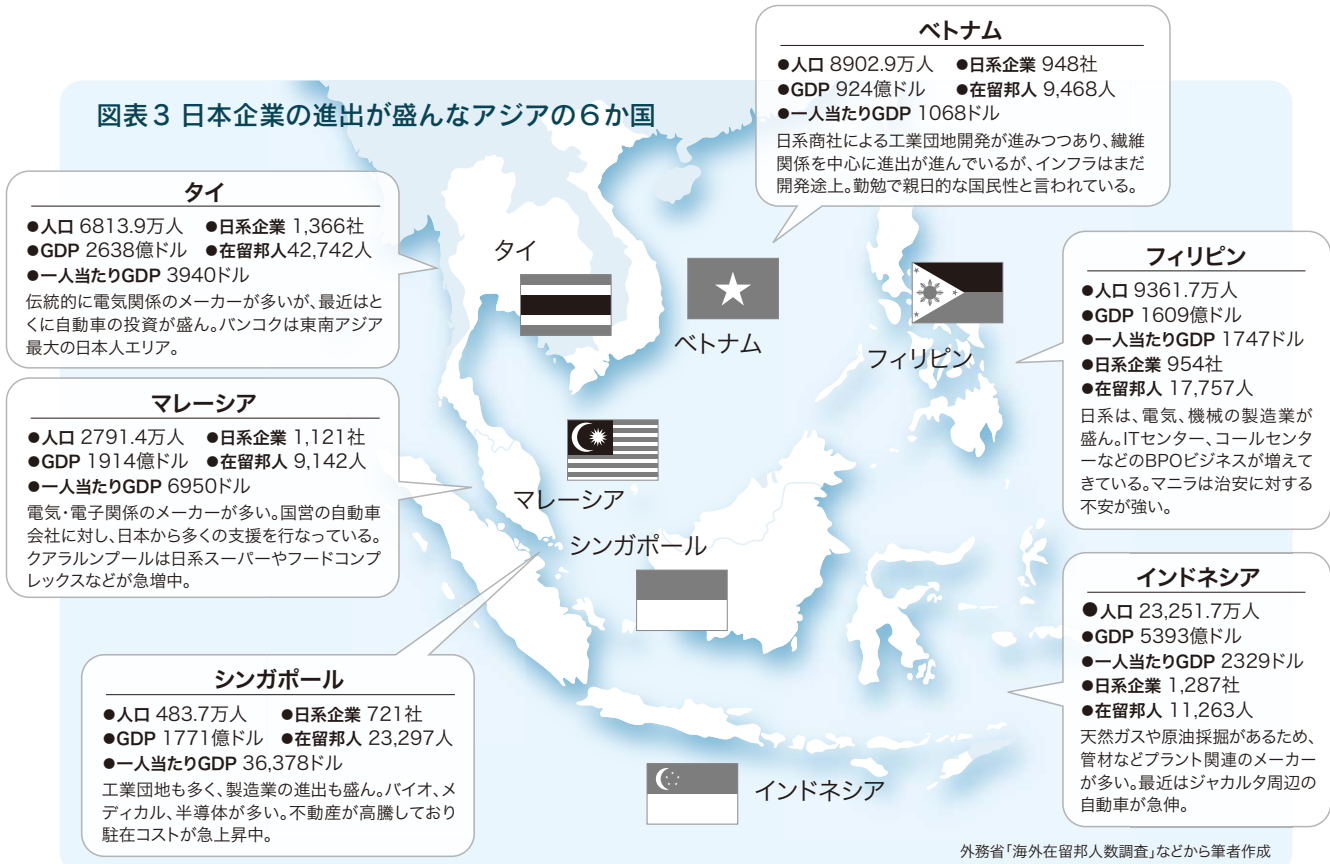 図表3 日本企業の進出が盛んなアジアの6か国
ベトナム
●人口 8902.9万人 ●日系企業 948社
●GDP 924億ドル ●在留邦人 9,468人
●一人当たりGDP 1068ドル
日系商社による工業団地開発が進みつつあり、繊維
関係を中心に進出が進んでいるが、インフラはまだ
開発途上。勤勉で親日的な国民性と言われている。
タイ
●人口 6813.9万人 ●日系企業 1,366社
●GDP 2638億ドル ●在留邦人42,742人
●一人当たりGDP 3940ドル
伝統的に電気関係のメーカーが多いが、最近はと
くに自動車の投資が盛ん。バンコクは東南アジア
最大の日本人エリア。
マレーシア
●人口 2791.4万人 ●日系企業 1,121社
●GDP 1914億ドル ●在留邦人 9,142人
●一人当たりGDP 6950ドル
電気・電子関係のメーカーが多い。国営の自動車
会社に対し、日本から多くの支援を行なっている。
クアラルンプールは日系スーパーやフードコンプ
レックスなどが急増中。
シンガポール
●人口 483.7万人 ●日系企業 721社
●GDP 1771億ドル ●在留邦人 23,297人
●一人当たりGDP 36,378ドル
工業団地も多く、製造業の進出も盛ん。バイオ、メ
ディカル、半導体が多い。不動産が高騰しており
駐在コストが急上昇中。
タイ
ベトナム
フィリピン
マレーシア
シンガポール
インドネシア
フィリピン
●人口 9361.7万人
●GDP 1609億ドル
●一人当たりGDP 1747ドル
●日系企業 954社
●在留邦人 17,757人
日系は、電気、機械の製造業が
盛ん。ITセンター、コールセンタ
ーなどのBPOビジネスが増えて
きている。マニラは治安に対する
不安が強い。
インドネシア
●人口 23,251.7万人
●GDP 5393億ドル
●一人当たりGDP 2329ドル
●日系企業 1,287社
●在留邦人 11,263人
天然ガスや原油採掘があるため、
管材などプラント関連のメーカー
が多い。最近はジャカルタ周辺の
自動車が急伸。
外務省「海外在留邦人数調査」などから筆者作成